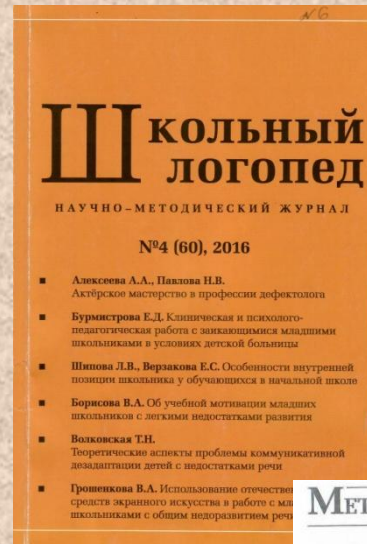 №6
Школьный
логопед
НАУЧНО–МЕТОДИЧЕСКИЙ ЖУРНАЛ
№4 (60), 2016
Алексеева А.А., Павлова Н.В.
Актёрское мастерство в профессии дефектолога
Бурмистрова Е.Д. Клиническая и психолого-
педагогическая работа с заикающимися младшими
школьниками в условиях детской больницы
Шипова Л.В., Верзакова Е.С. Особенности внутренней
позиции школьника у обучающихся в начальной школе
Борисова В.А. Об учебной мотивации младших
школьников с легкими недостатками развития
Волковская Т.Н.
Теоретические аспекты проблемы коммуникативной
дезадаптации детей с недостатками речи
Грошенкова В.А. Использование отечествен
средств экранного искусства в работе с мл
школьниками с общим недоразвитием реч
МЕТ